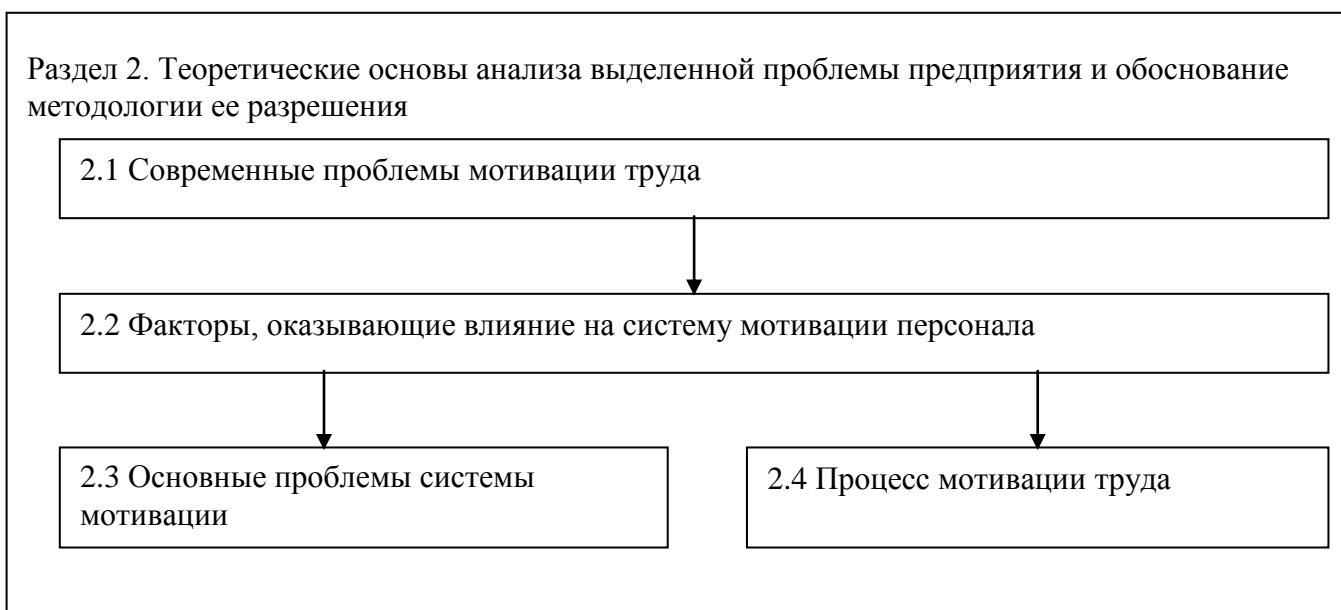 Раздел 2. Теоретические основы анализа выделенной проблемы предприятия и обоснование
методологии ее разрешения
2.1 Современные проблемы мотивации труда
2.2 Факторы, оказывающие влияние на систему мотивации персонала
2.3 Основные проблемы системы
мотивации
2.4 Процесс мотивации труда